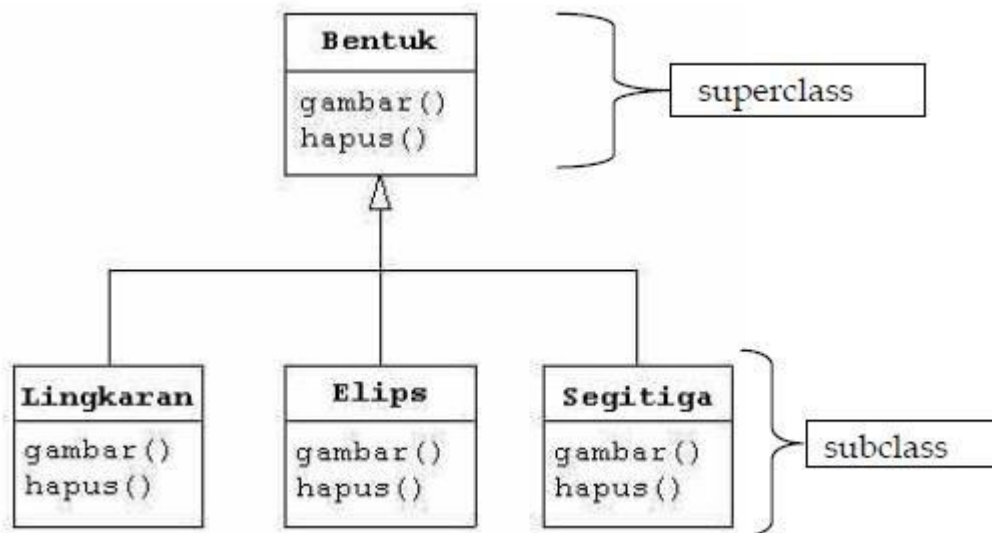 Bentuk
gambar()
hapus()
superclass
Lingkaran
gambar()
hapus()
Elips
gambar()
hapus()
Segitiga
gambar()
hapus()
subclass